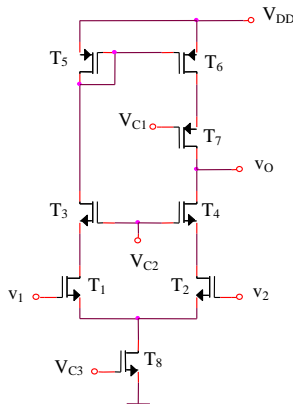 V_DD
T_5
T_6
V_C1
T_7
v_O
T_3
T_4
V_C2
v_1
T_1
T_2
v_2
V_C3
T_8